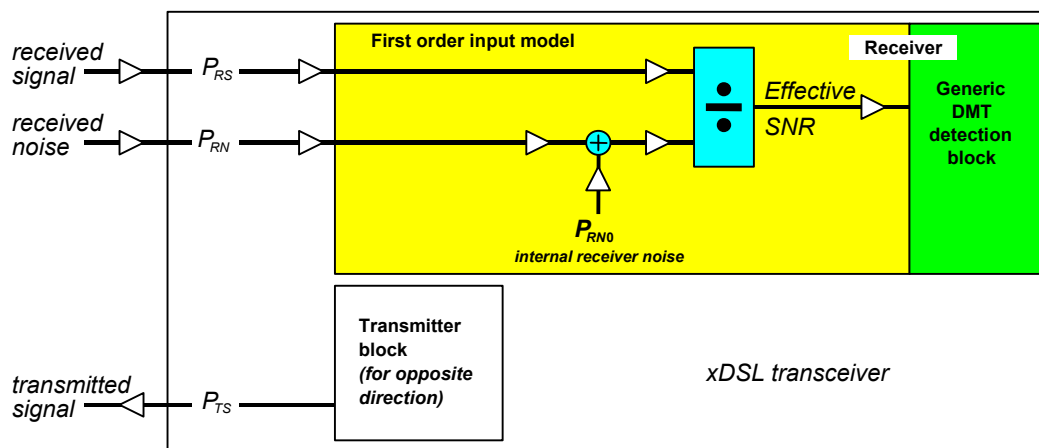 First order input model
Receiver
received
signal
P_RS
received
noise
P_RN
Effective
SNR
Generic
DMT
detection
block
P_RN0
internal receiver noise
Transmitter
block
(for opposite
direction)
xDSL transceiver
transmitted
signal
P_TS